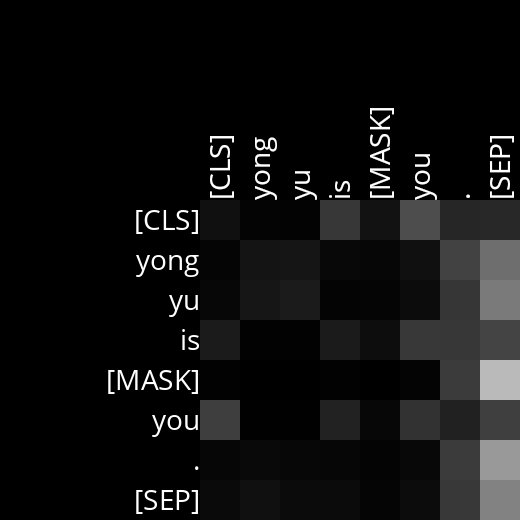 [CLS] yong yu is [MASK] you . [SEP]
[CLS]
yong
yu
is
[MASK]
you
.
[SEP]